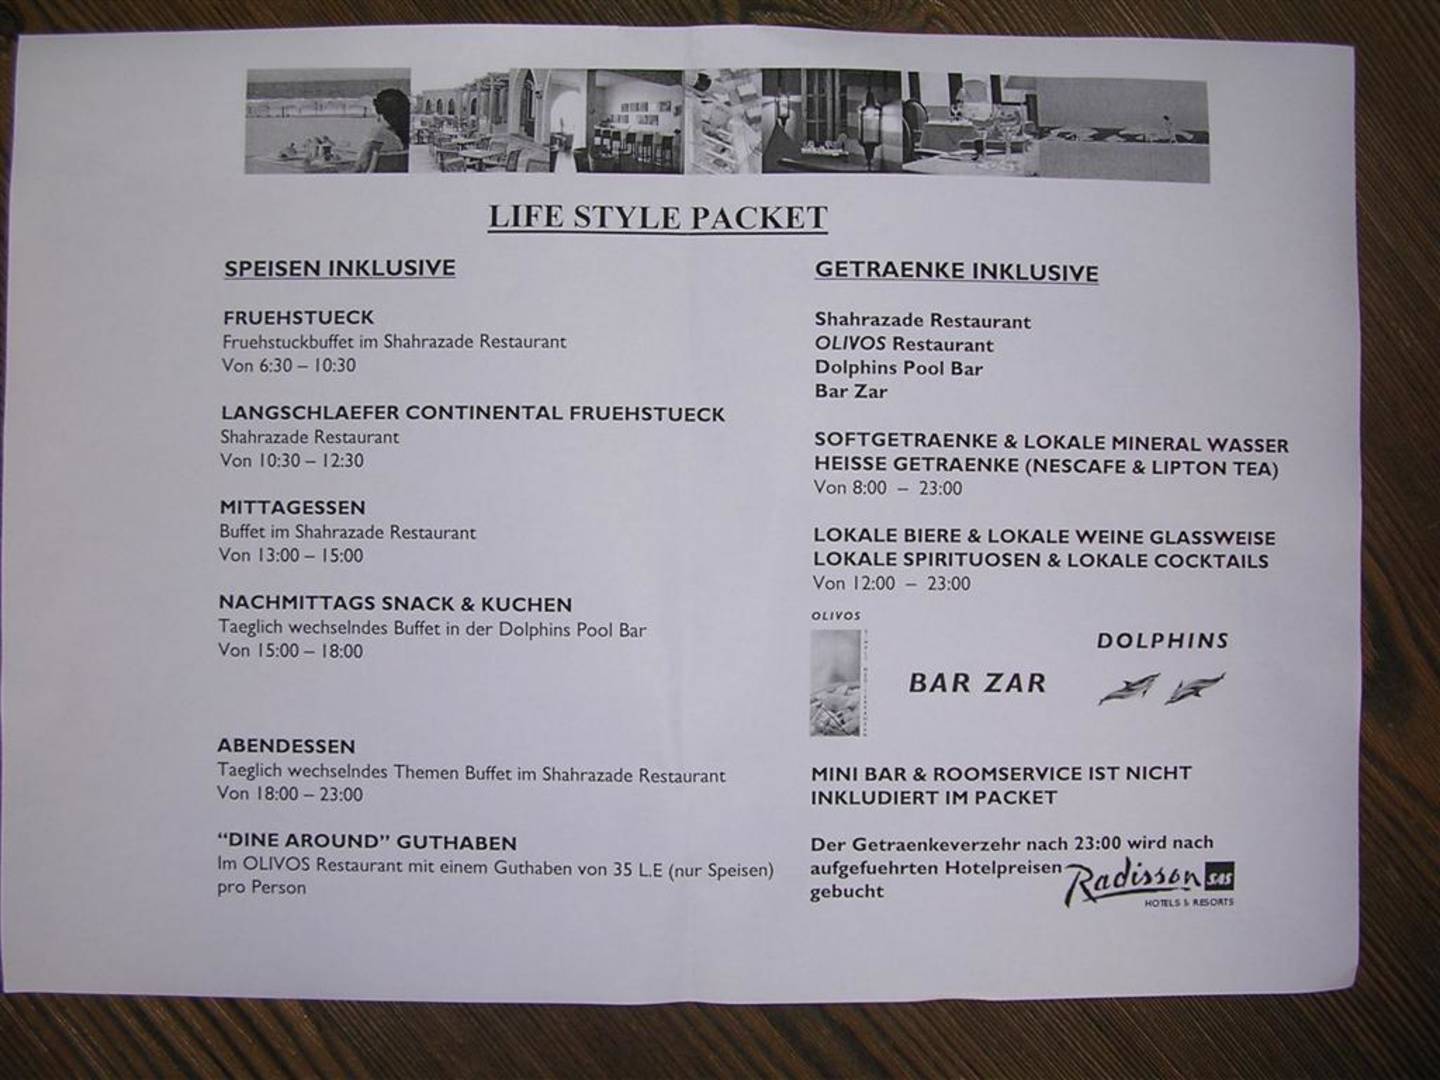 LIFE STYLE PACKET
SPEISEN INKLUSIVE
FRUEHSTUECK
Fruehstuckbuffet im Shahrazade Restaurant
Von 6:30 – 10:30
LANGSCHLAEFER CONTINENTAL FRUEHSTUECK
Shahrazade Restaurant
Von 10:30 – 12:30
MITTAGESSEN
Buffet im Shahrazade Restaurant
Von 13:00 – 15:00
NACHMITTAGS SNACK & KUCHEN
Taeglich wechselndes Buffet in der Dolphins Pool Bar
Von 15:00 – 18:00
ABENDESSEN
Taeglich wechselndes Themen Buffet im Shahrazade Restaurant
Von 18:00 – 23:00
“DINE AROUND” GUTHABEN
Im OLIVOS Restaurant mit einem Guthaben von 35 L.E (nur Speisen)
pro Person
GETRAENKE INKLUSIVE
Shahrazade Restaurant
OLIVOS Restaurant
Dolphins Pool Bar
Bar Zar
SOFTGETRAENKE & LOKALE MINERAL WASSER
HEISSE GETRAENKE (NESCAFE & LIPTON TEA)
Von 8:00 – 23:00
LOKALE BIERE & LOKALE WEINE GLASSWEISE
LOKALE SPIRITUOSEN & LOKALE COCKTAILS
Von 12:00 – 23:00
OLIVOS
BAR ZAR
DOLPHINS
MINI BAR & ROOMSERVICE IST NICHT
INKLUDIERT IM PACKET
Der Getraenkeverzehr nach 23:00 wird nach
aufgefuehrten Hotelpreisen
gebucht
Radisson SAS
HOTELS & RESORTS